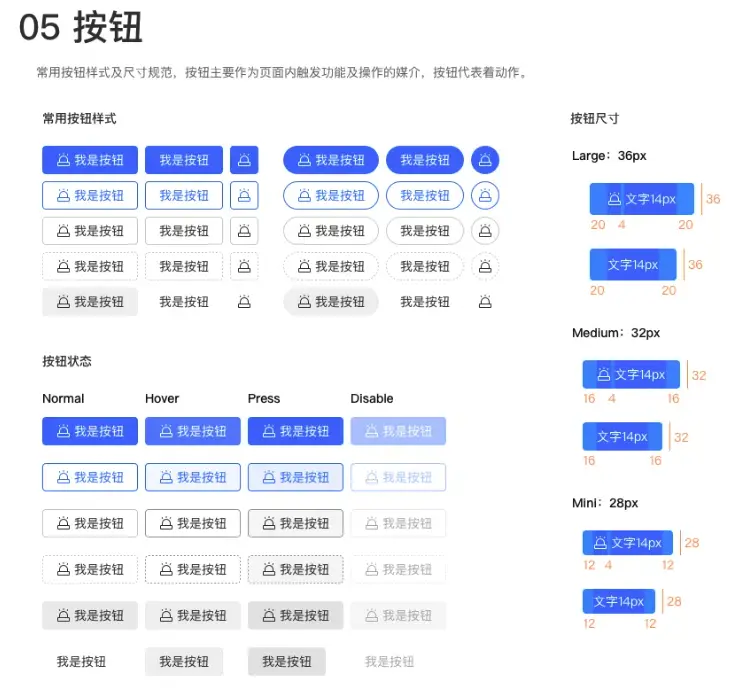 05 按钮
常用按钮样式及尺寸规范，按钮主要作为页面内触发功能及操作的媒介，按钮代表着动作。
常用按钮样式
我是按钮 我是按钮 我是按钮 我是按钮
我是按钮 我是按钮 我是按钮 我是按钮
我是按钮 我是按钮 我是按钮 我是按钮
我是按钮 我是按钮 我是按钮 我是按钮
我是按钮 我是按钮 我是按钮 我是按钮
按钮状态
Normal Hover Press Disable
我是按钮 我是按钮 我是按钮 我是按钮
我是按钮 我是按钮 我是按钮 我是按钮
我是按钮 我是按钮 我是按钮 我是按钮
我是按钮 我是按钮 我是按钮 我是按钮
我是按钮 我是按钮 我是按钮 我是按钮
我是按钮 我是按钮 我是按钮 我是按钮
按钮尺寸
Large：36px
文字14px 36
20 4 20
文字14px 36
20 20
Medium：32px
文字14px 32
16 4 16
文字14px 32
16 16
Mini：28px
文字14px 28
12 4 12
文字14px 28
12 12